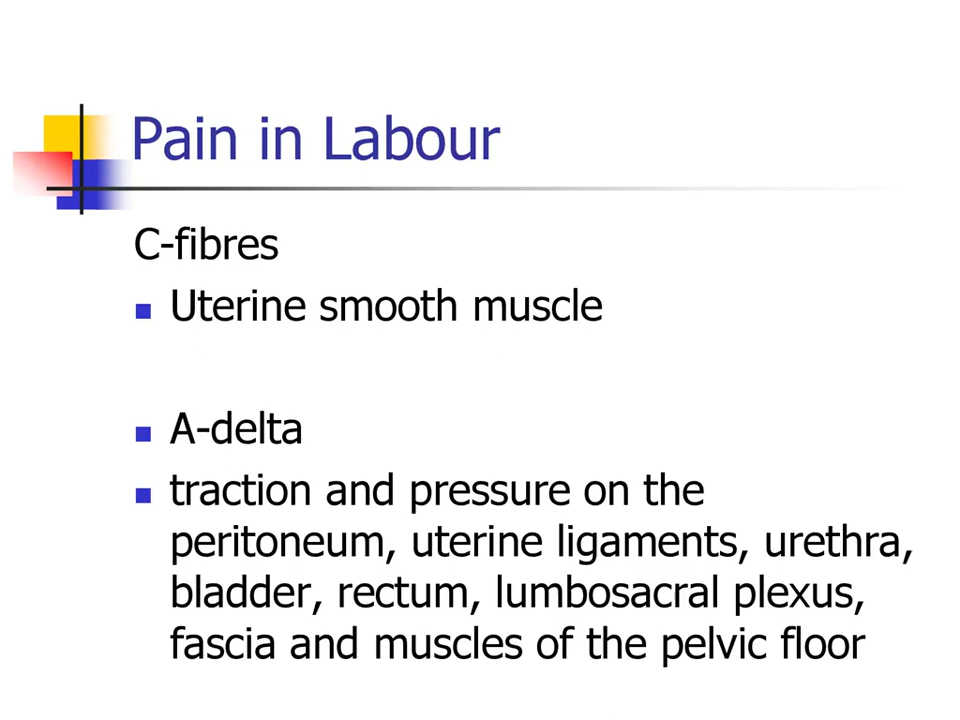 Pain in Labour
C-fibres
Uterine smooth muscle
A-delta
traction and pressure on the
peritoneum, uterine ligaments, urethra,
bladder, rectum, lumbosacral plexus,
fascia and muscles of the pelvic floor